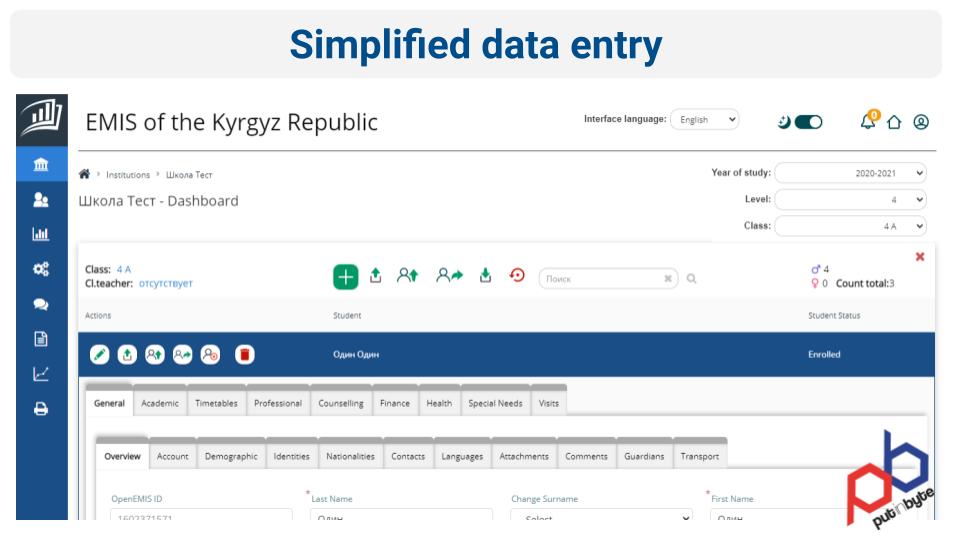 Simplified data entry
EMIS of the Kyrgyz Republic
Interface language: English
0
Institutions Школа Тест
Year of study: 2020-2021
Школа Тест - Dashboard
Level: 4
Class: 4 А
Class: 4 А
Cl.teacher: отсутствует
Поиск
4
0 Count total:3
Actions Student Student Status
Один Один Enrolled
General Academic Timetables Professional Counselling Finance Health Special Needs Visits
Overview Account Demographic Identities Nationalities Contacts Languages Attachments Comments Guardians Transport
OpenEMIS ID * Last Name Change Surname * First Name
1602371571 Один Select Один
putinbyte